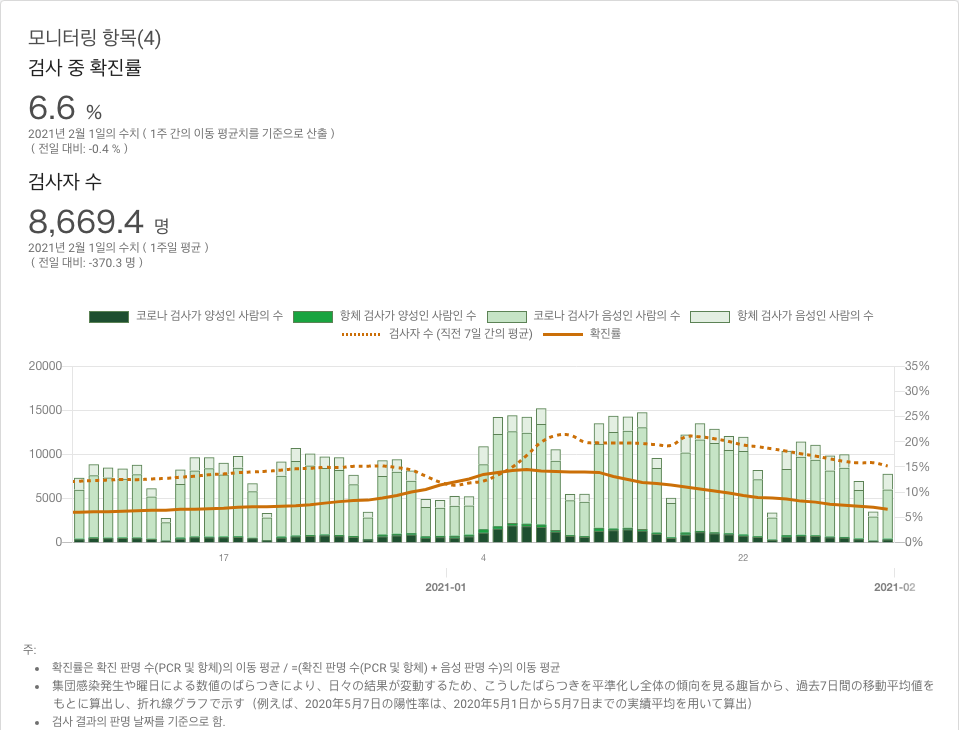 모니터링 항목(4)
검사 중 확진률
6.6 %
2021년 2월 1일의 수치 ( 1주 간의 이동 평균치를 기준으로 산출 )
( 전일 대비: -0.4 % )
검사자 수
8,669.4 명
2021년 2월 1일의 수치 ( 1주일 평균 )
( 전일 대비: -370.3 명 )
코로나 검사가 양성인 사람의 수 항체 검사가 양성인 사람인 수 코로나 검사가 음성인 사람의 수 항체 검사가 음성인 사람의 수
검사자 수 (직전 7일 간의 평균) 확진률
20000 35%
30%
15000 25%
20%
10000
15%
5000 10%
5%
0 0%
17 4 22
2021-01 2021-02
주:
확진률은 확진 판명 수(PCR 및 항체)의 이동 평균 / =(확진 판명 수(PCR 및 항체) + 음성 판명 수)의 이동 평균
集団感染発生や曜日による数値のばらつきにより、日々の結果が変動するため、こうしたばらつきを平準化し全体の傾向を見る趣旨から、過去7日間の移動平均値を
もとに算出し、折れ線グラフで示す（例えば、2020年5月7日の陽性率は、2020年5月1日から5月7日までの実績平均を用いて算出）
검사 결과의 판명 날짜를 기준으로 함.